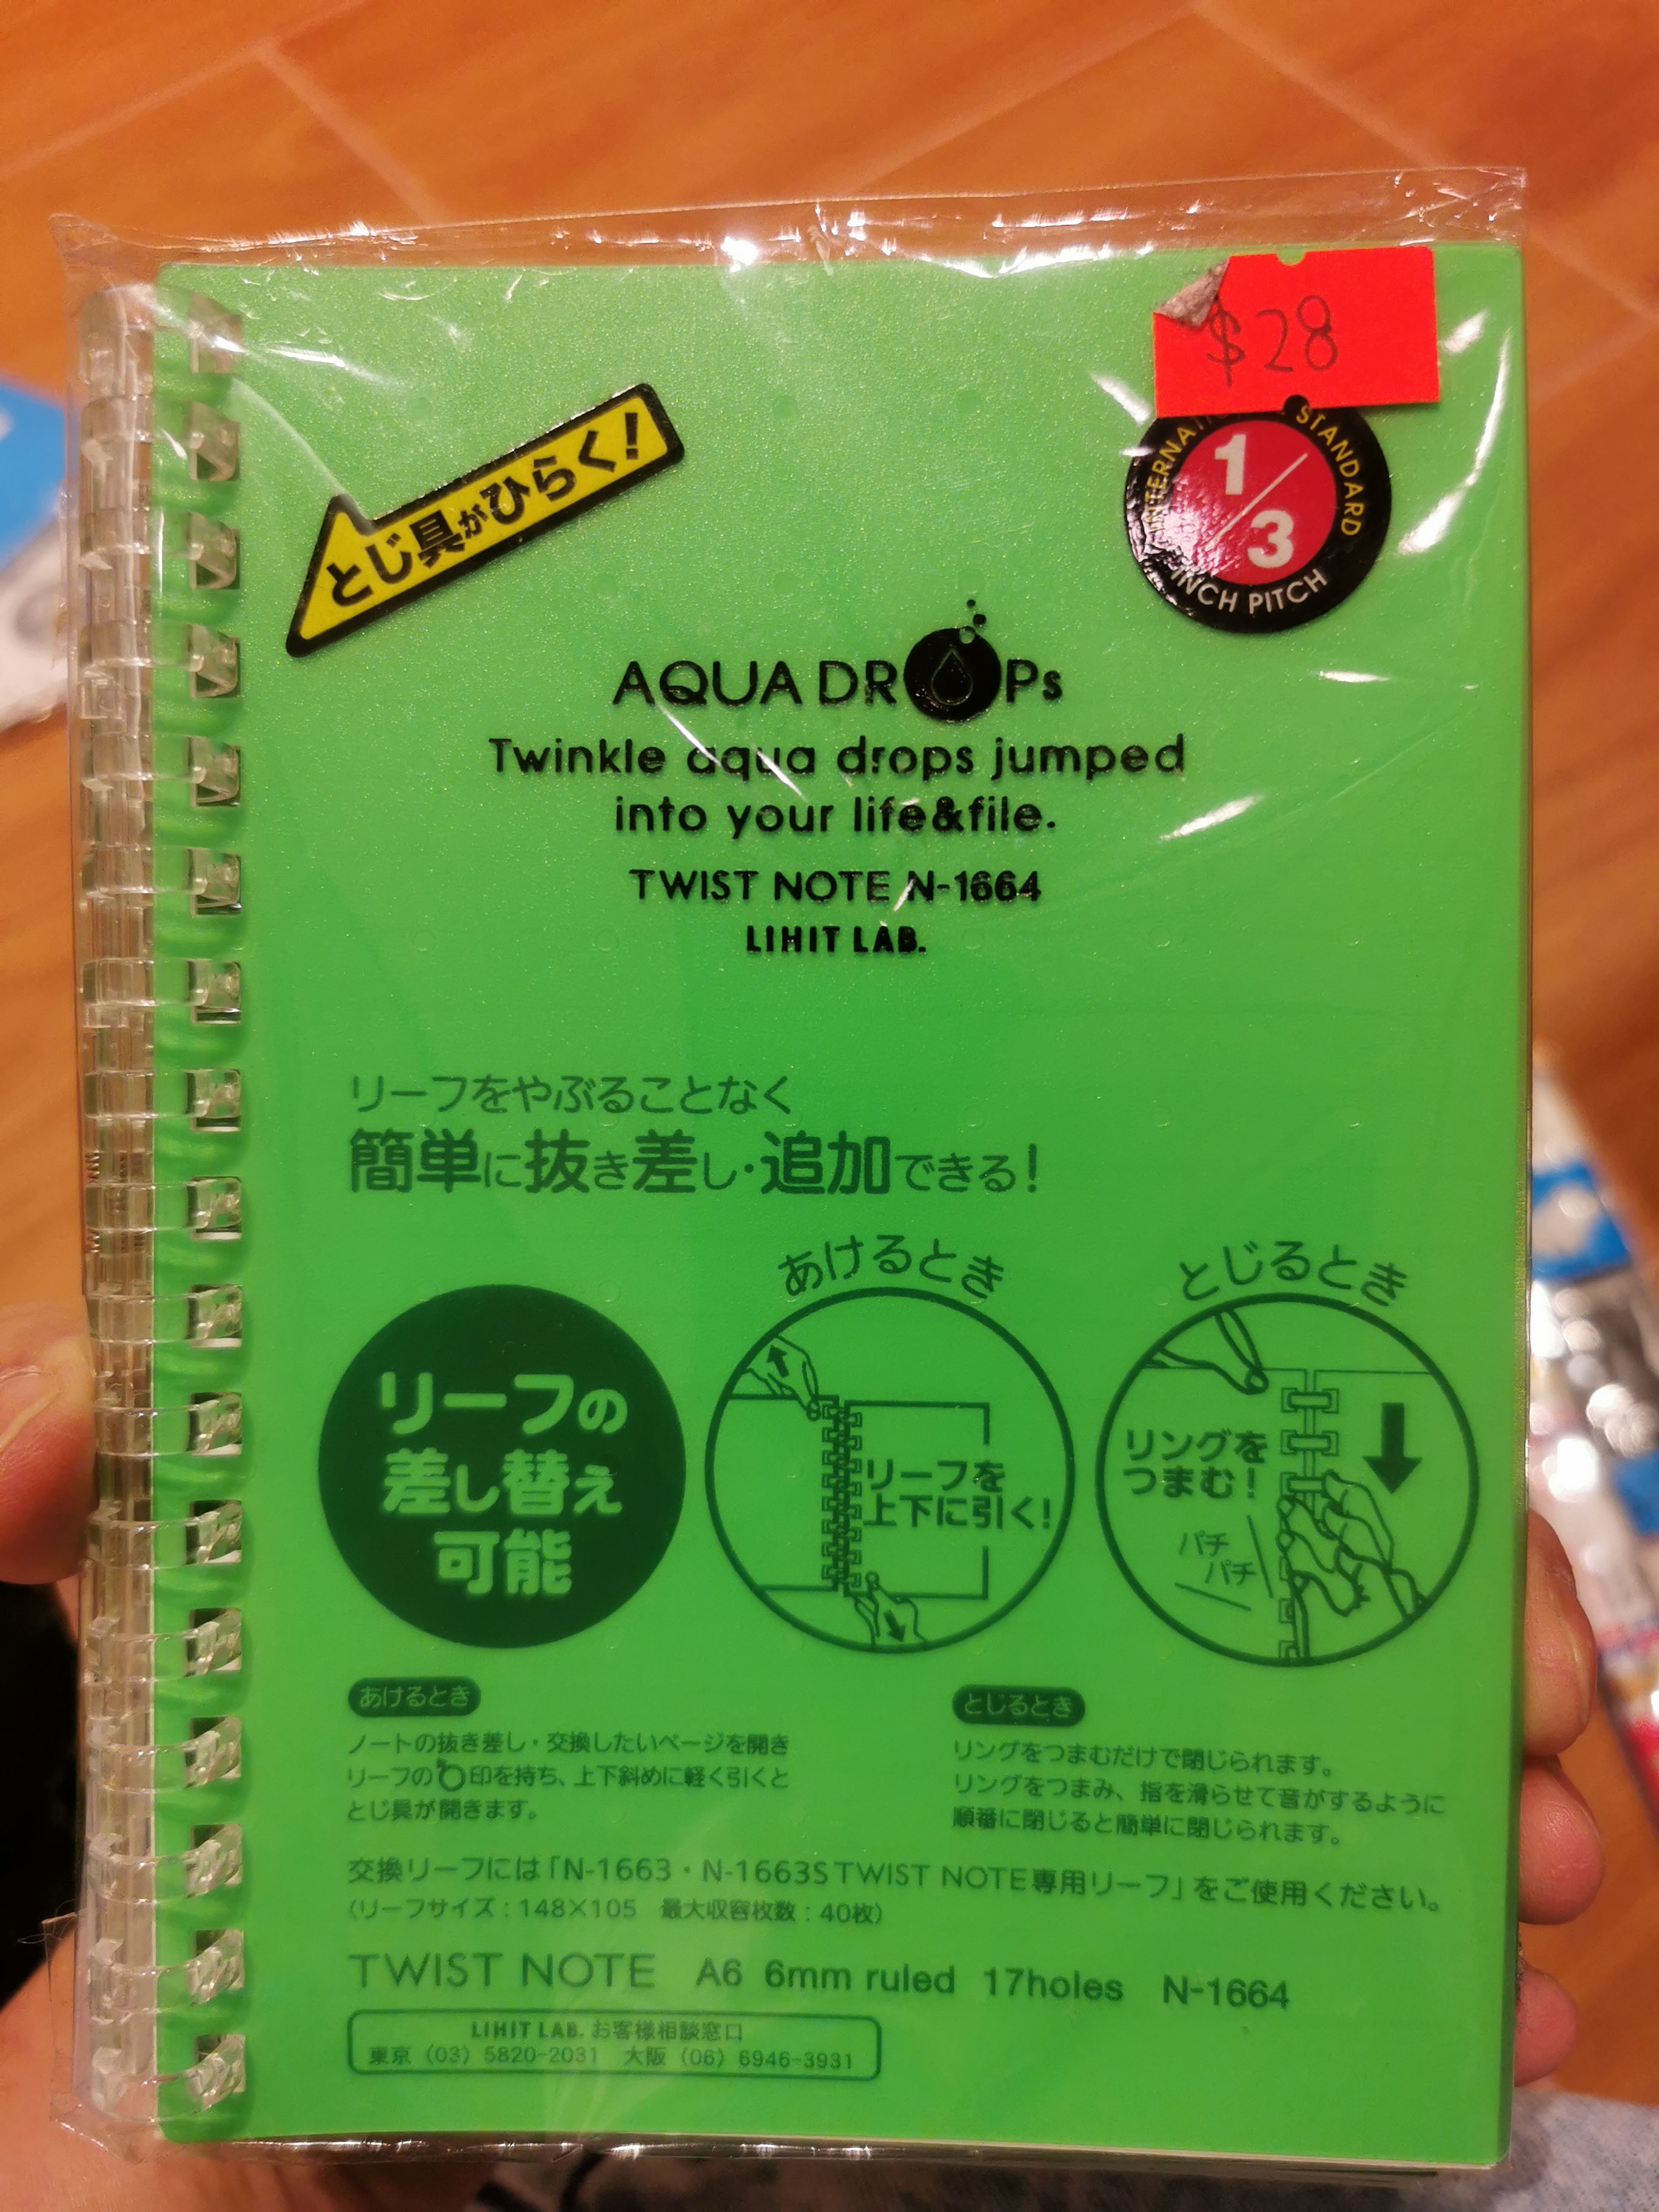 $28
とじ具がひらく!
STANDARD
1/3
INCH PITCH
AQUA DROPs
Twinkle aqua drops jumped
into your life&file.
TWIST NOTE N-1664
LIHIT LAB.
リーフをやぶることなく
簡単に抜き差し・追加できる!
リーフの
差し替え
可能
あけるとき
リーフを
上下に引く!
とじるとき
リングを
つまむ!
パチ
パチ
あけるとき
ノートの抜き差し・交換したいページを開き
リーフの○印を持ち、上下斜めに軽く引くと
とじ具が開きます。
とじるとき
リングをつまむだけで閉じられます。
リングをつまみ、指を滑らせて音がするように
順番に閉じると簡単に閉じられます。
交換リーフには「N-1663・N-1663S TWIST NOTE専用リーフ」をご使用ください。
(リーフサイズ:148×105 最大収容枚数:40枚)
TWIST NOTE A6 6mm ruled 17holes N-1664
LIHIT LAB. お客様相談窓口
東京(03)5820-2031 大阪(06)6946-3931